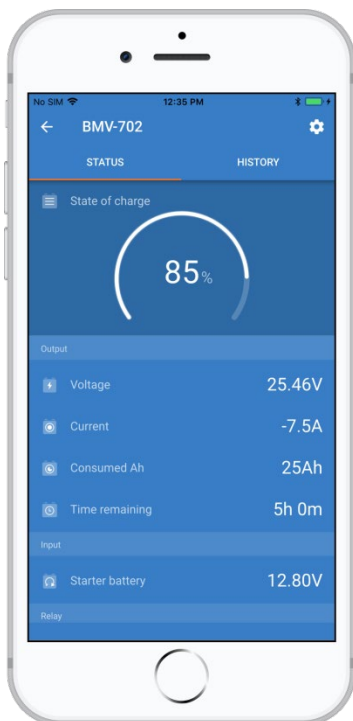 No SIM 12:35 PM
BMV-702
STATUS HISTORY
State of charge
85%
Output
Voltage 25.46V
Current -7.5A
Consumed Ah 25Ah
Time remaining 5h 0m
Input
Starter battery 12.80V
Relay